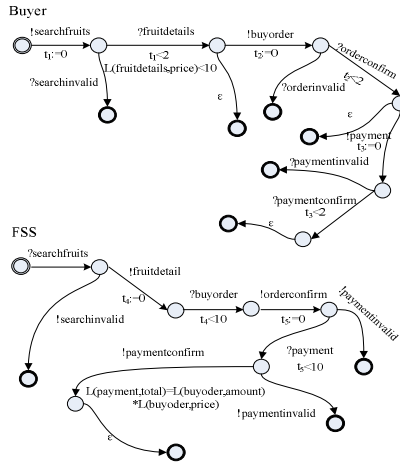 Buyer
!searchfruits
t1:=0
?fruitdetails
t1<2
L(fruitdetails,price)<10
!buyorder
t2:=0
?orderconfirm
t2<2
?searchinvalid
ε
?orderinvalid
ε
!payment
t3:=0
?paymentinvalid
?paymentconfirm
t3<2
ε
FSS
?searchfruits
!fruitdetail
t4:=0
?buyorder
t4<10
!orderconfirm
t5:=0
!paymentinvalid
!searchinvalid
!paymentconfirm
?payment
t5<10
L(payment,total)=L(buyoder,amount)
*L(buyoder,price)
!paymentinvalid
ε